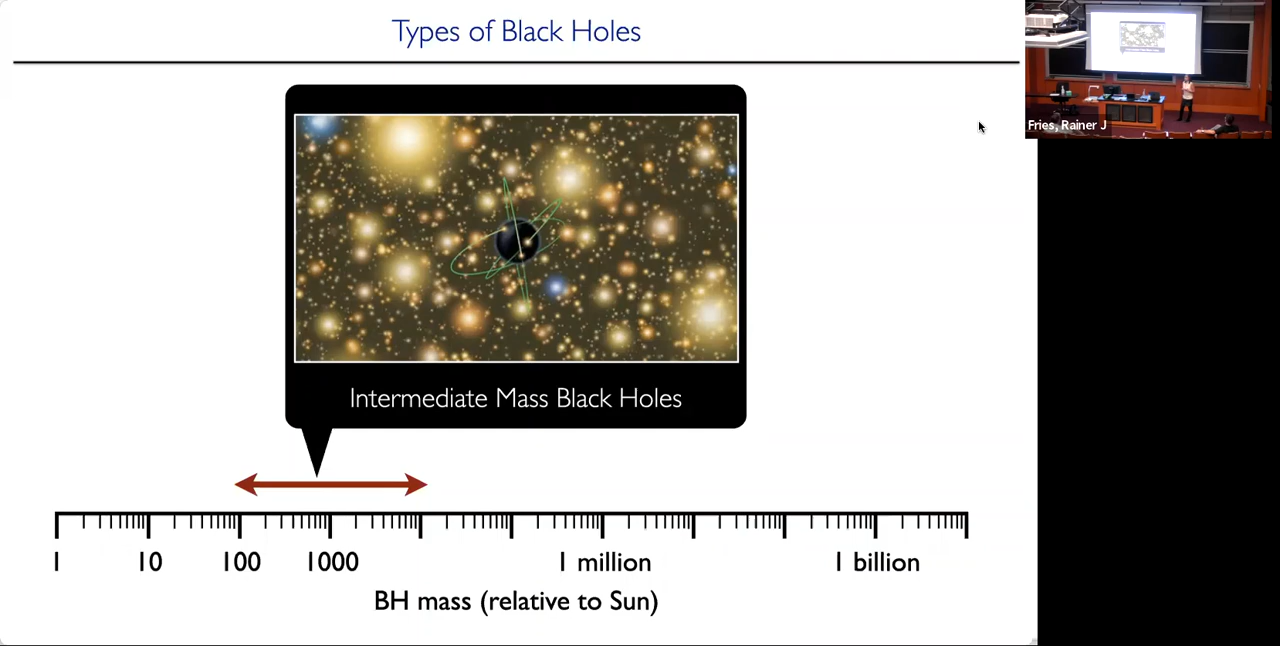 Types of Black Holes
Fries, Rainer J
Intermediate Mass Black Holes
1 10 100 1000 1 million 1 billion
BH mass (relative to Sun)